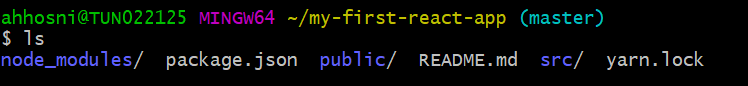 ahhosni@TUN022125 MINGW64 ~/my-first-react-app (master)
$ ls
node_modules/  package.json  public/  README.md  src/  yarn.lock